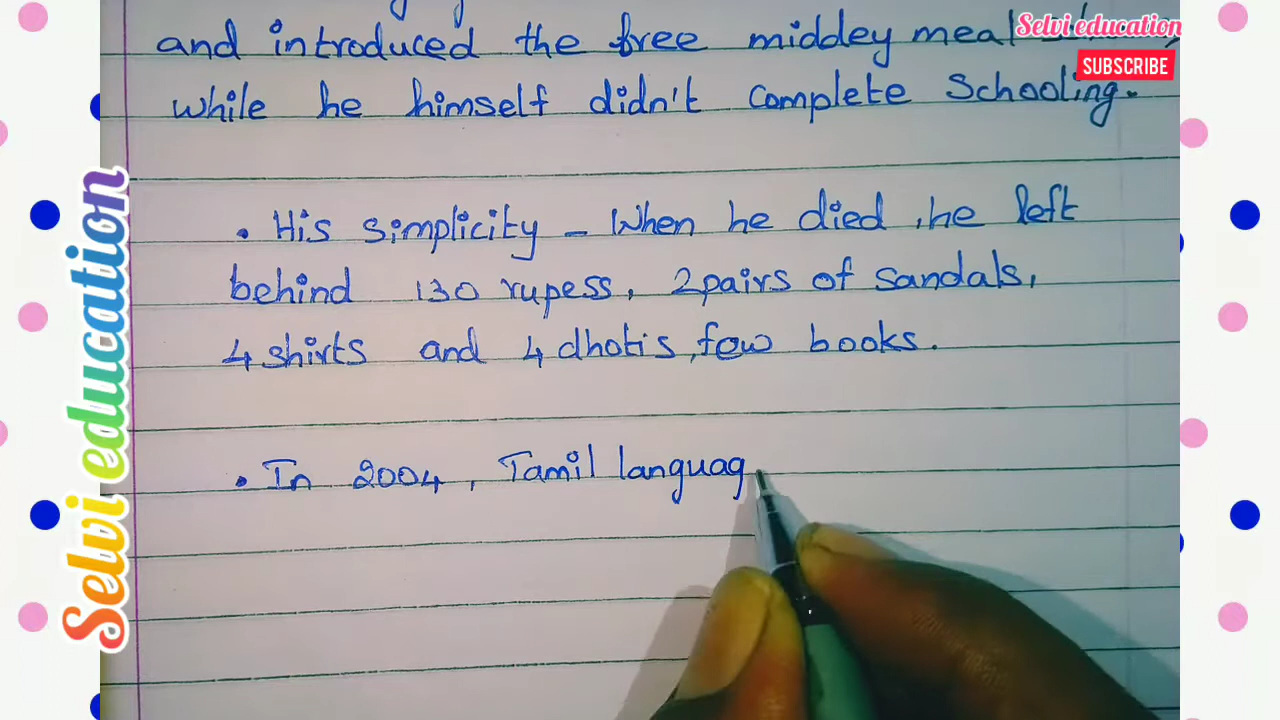 Selvi education
SUBSCRIBE
and introduced the free middey meal
while he himself didn't complete schooling.
• His simplicity - When he died, he left
behind 130 rupess, 2 pairs of sandals,
4 shirts and 4 dhotis, few books.
• In 2004, Tamil languag
Selvi education